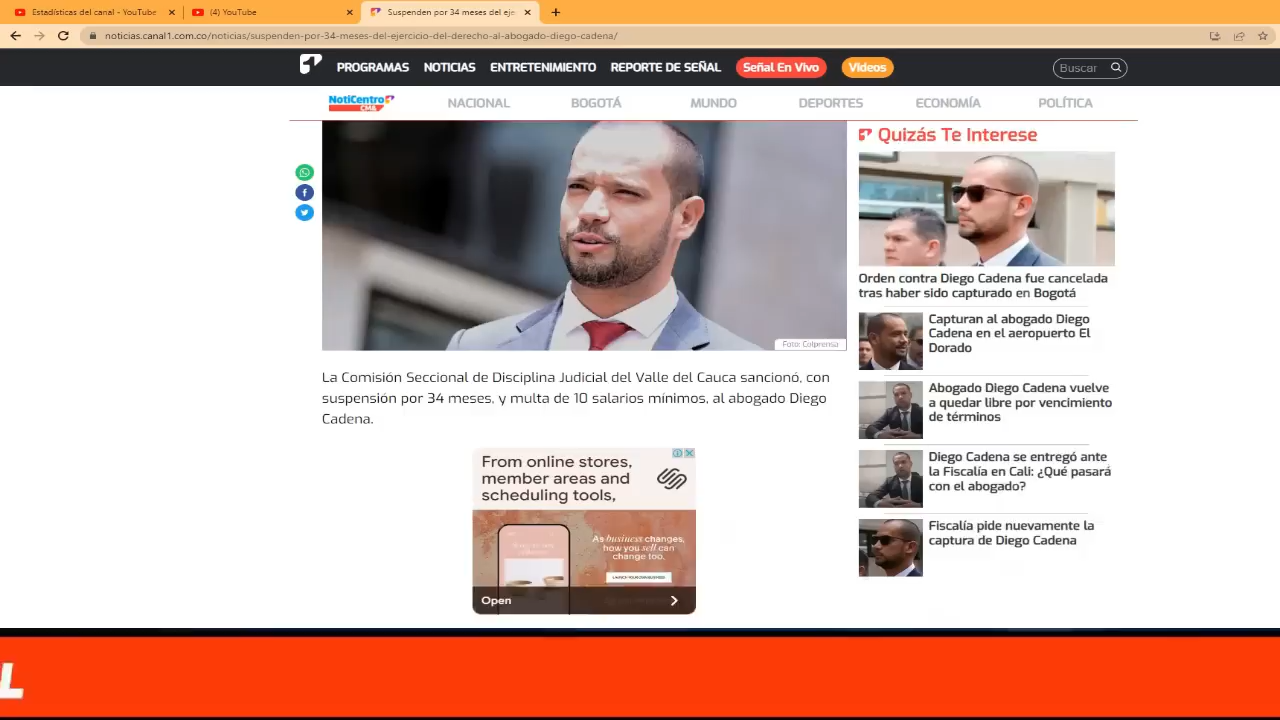 Estadísticas del canal - YouTube
(4) YouTube
Suspenden por 34 meses del eje
noticias.canal1.com.co/noticias/suspenden-por-34-meses-del-ejercicio-del-derecho-al-abogado-diego-cadena/
PROGRAMAS NOTICIAS ENTRETENIMIENTO REPORTE DE SEÑAL Señal En Vivo Videos Buscar
NotiCentro
CM&
NACIONAL BOGOTÁ MUNDO DEPORTES ECONOMÍA POLÍTICA
Foto: Colprensa
La Comisión Seccional de Disciplina Judicial del Valle del Cauca sancionó, con
suspensión por 34 meses, y multa de 10 salarios mínimos, al abogado Diego
Cadena.
From online stores,
member areas and
scheduling tools,
As business changes,
how you sell can
change too.
LAUNCH YOUR BUSINESS
Open
Quizás Te Interese
Orden contra Diego Cadena fue cancelada
tras haber sido capturado en Bogotá
Capturan al abogado Diego
Cadena en el aeropuerto El
Dorado
Abogado Diego Cadena vuelve
a quedar libre por vencimiento
de términos
Diego Cadena se entregó ante
la Fiscalía en Cali: ¿Qué pasará
con el abogado?
Fiscalía pide nuevamente la
captura de Diego Cadena
L